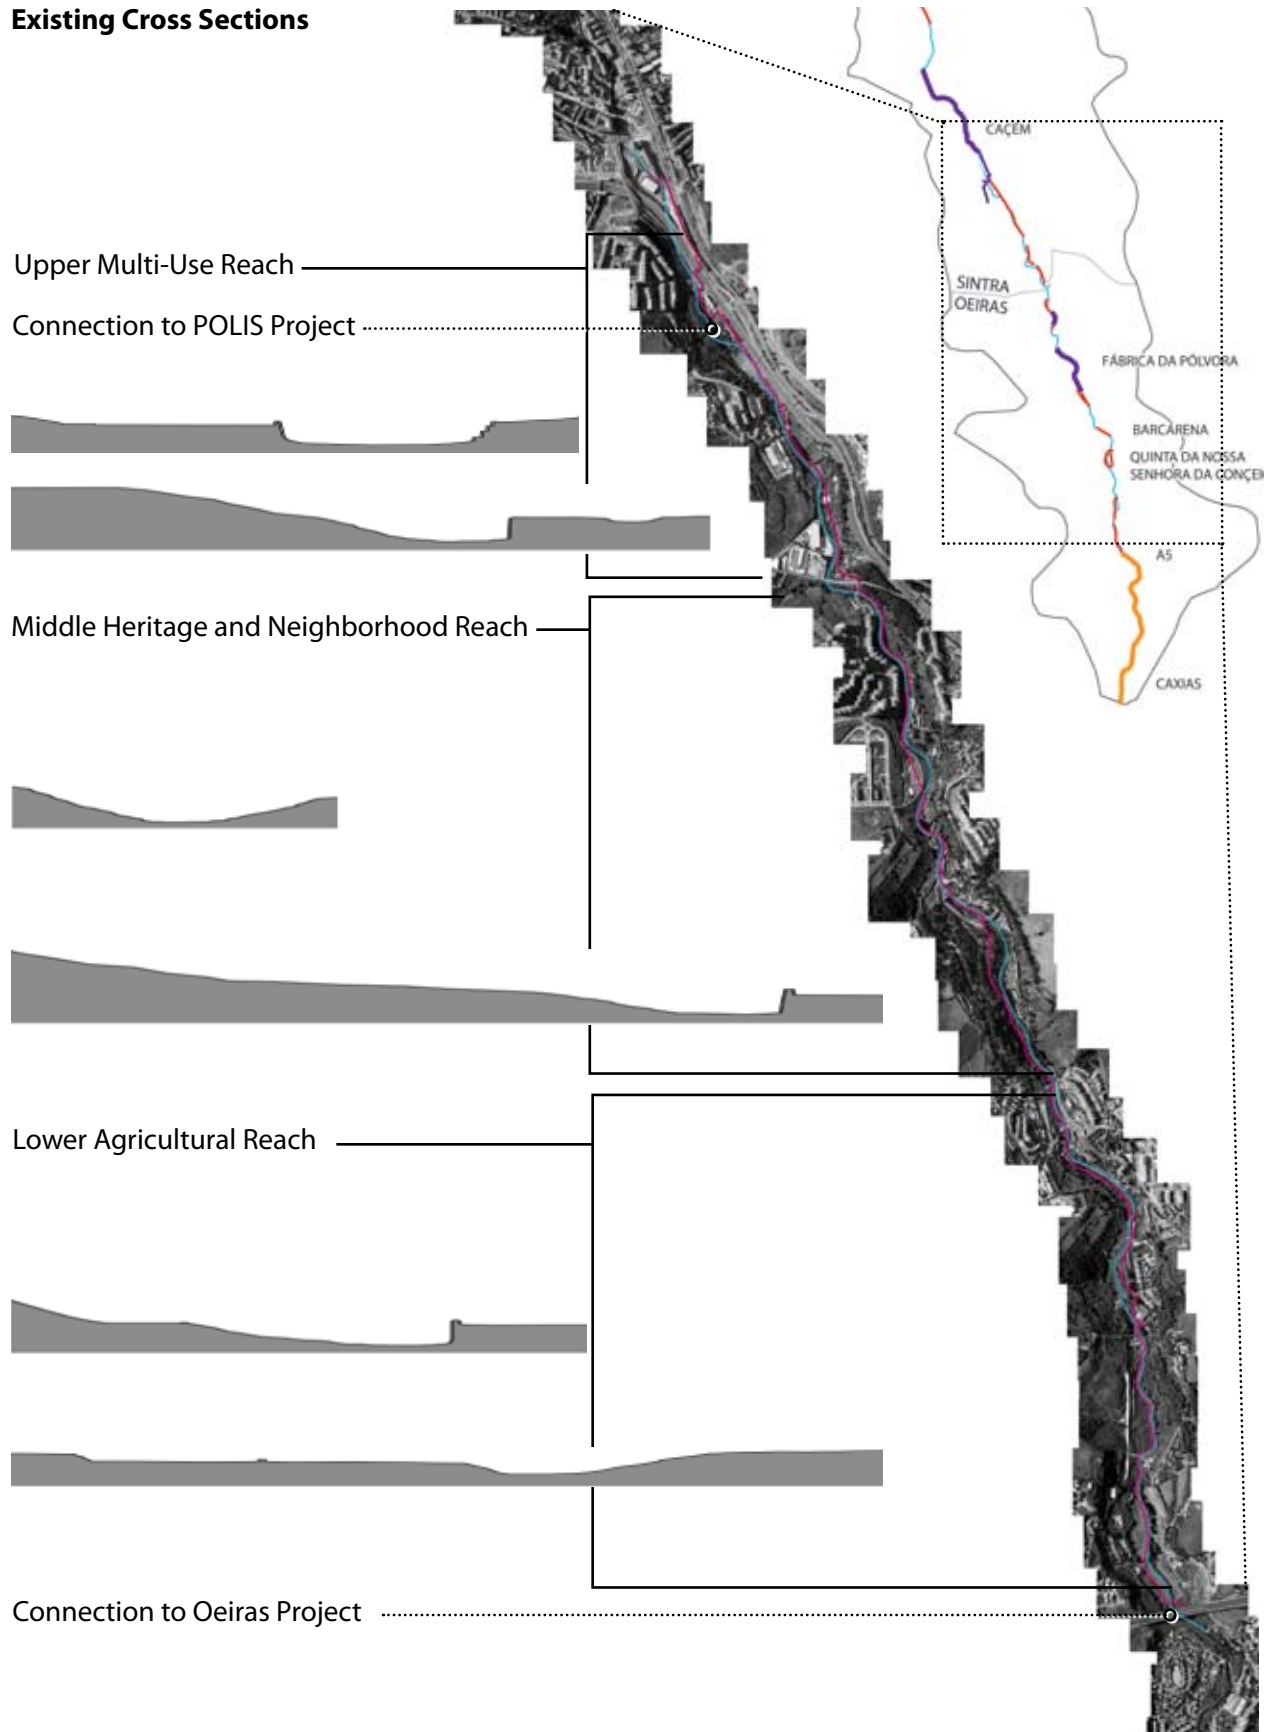 Existing Cross Sections
CAÇEM
Upper Multi-Use Reach
SINTRA
OEIRAS
Connection to POLIS Project
FÁBRICA DA PÓLVORA
BARCARENA
QUINTA DA NOSSA
SENHORA DA CONÇEI
A5
Middle Heritage and Neighborhood Reach
CAXIAS
Lower Agricultural Reach
Connection to Oeiras Project